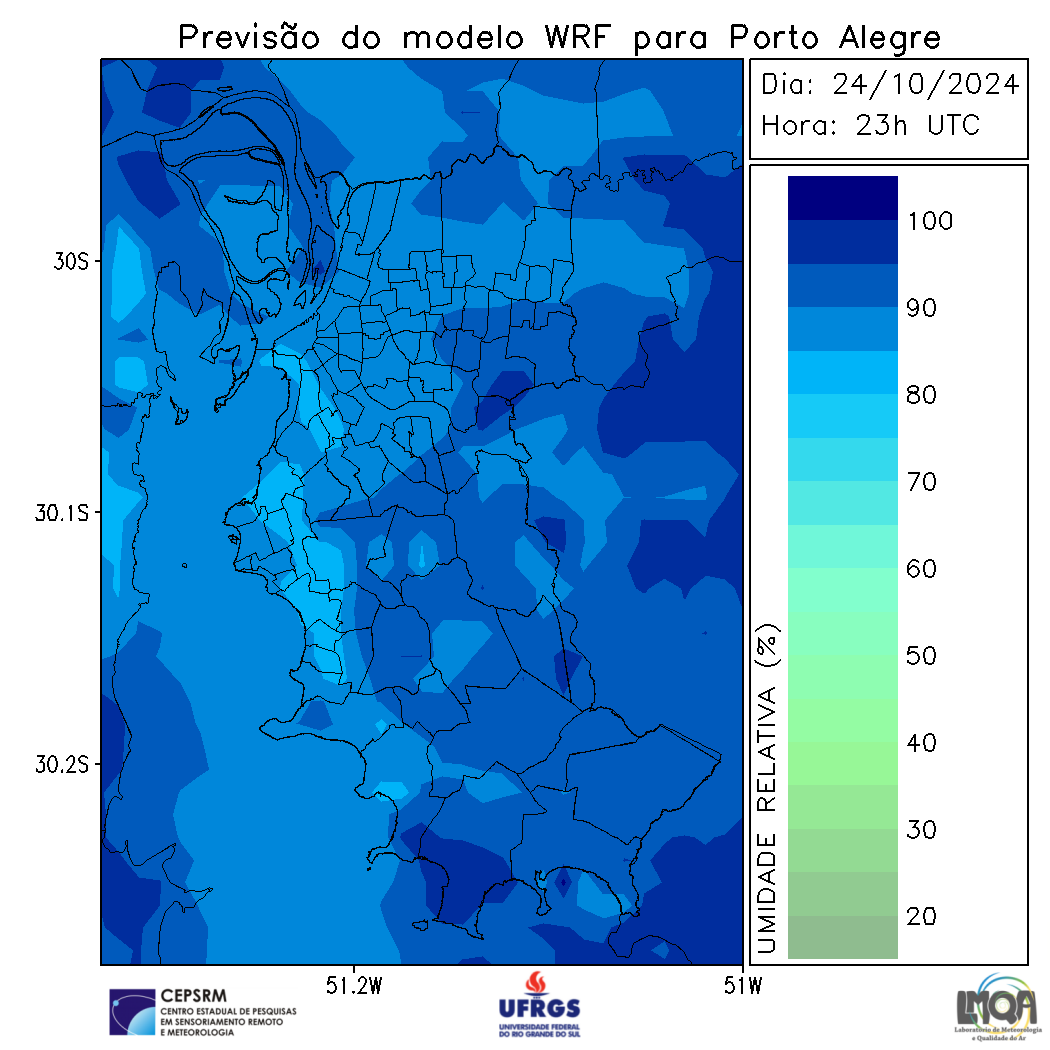 Previsão do modelo WRF para Porto Alegre
Dia: 24/10/2024
Hora: 23h UTC
30S
30.1S
30.2S
51.2W
51W
100
90
80
70
60
50
40
30
20
UMIDADE RELATIVA (%)
CEPSRM
CENTRO ESTADUAL DE PESQUISAS
EM SENSORIAMENTO REMOTO
E METEOROLOGIA
UFRGS
UNIVERSIDADE FEDERAL
DO RIO GRANDE DO SUL
LMQA
Laboratório de Meteorologia
e Qualidade do Ar